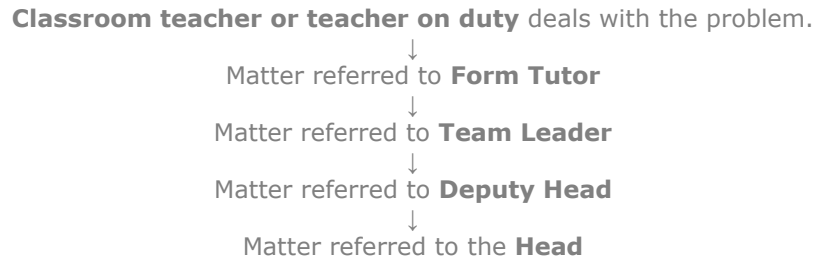 Classroom teacher or teacher on duty deals with the problem.
↓
Matter referred to Form Tutor
↓
Matter referred to Team Leader
↓
Matter referred to Deputy Head
↓
Matter referred to the Head